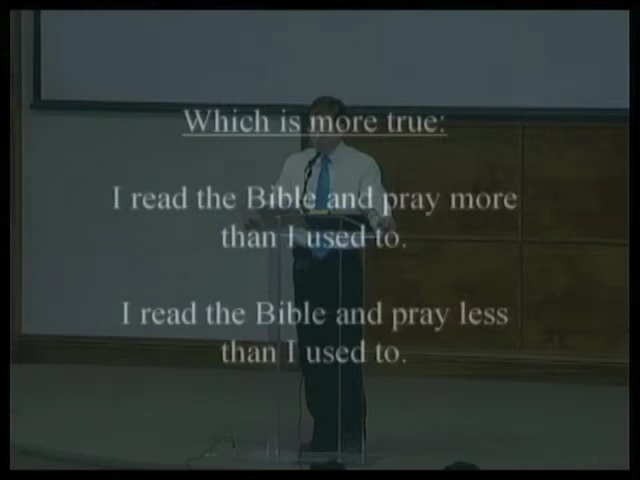 Which is more true:
I read the Bible and pray more
than I used to.
I read the Bible and pray less
than I used to.